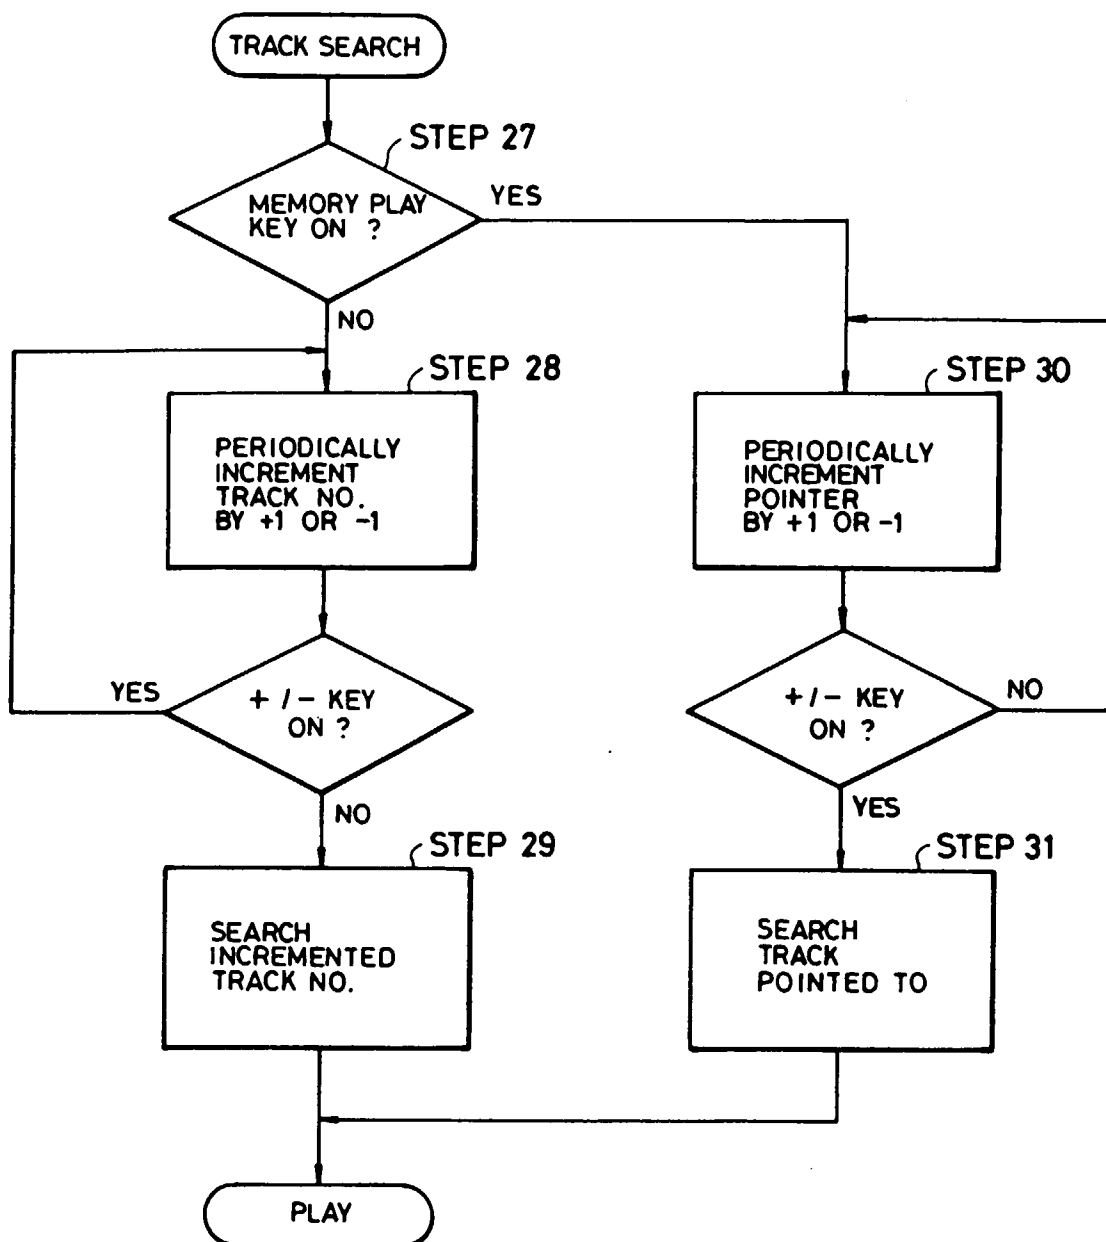 TRACK SEARCH
STEP 27
MEMORY PLAY
KEY ON ?
YES
NO
STEP 28
PERIODICALLY
INCREMENT
TRACK NO.
BY +1 OR -1
STEP 30
PERIODICALLY
INCREMENT
POINTER
BY +1 OR -1
YES
+ / - KEY
ON ?
NO
+ / - KEY
ON ?
NO
YES
STEP 29
SEARCH
INCREMENTED
TRACK NO.
STEP 31
SEARCH
TRACK
POINTED TO
PLAY